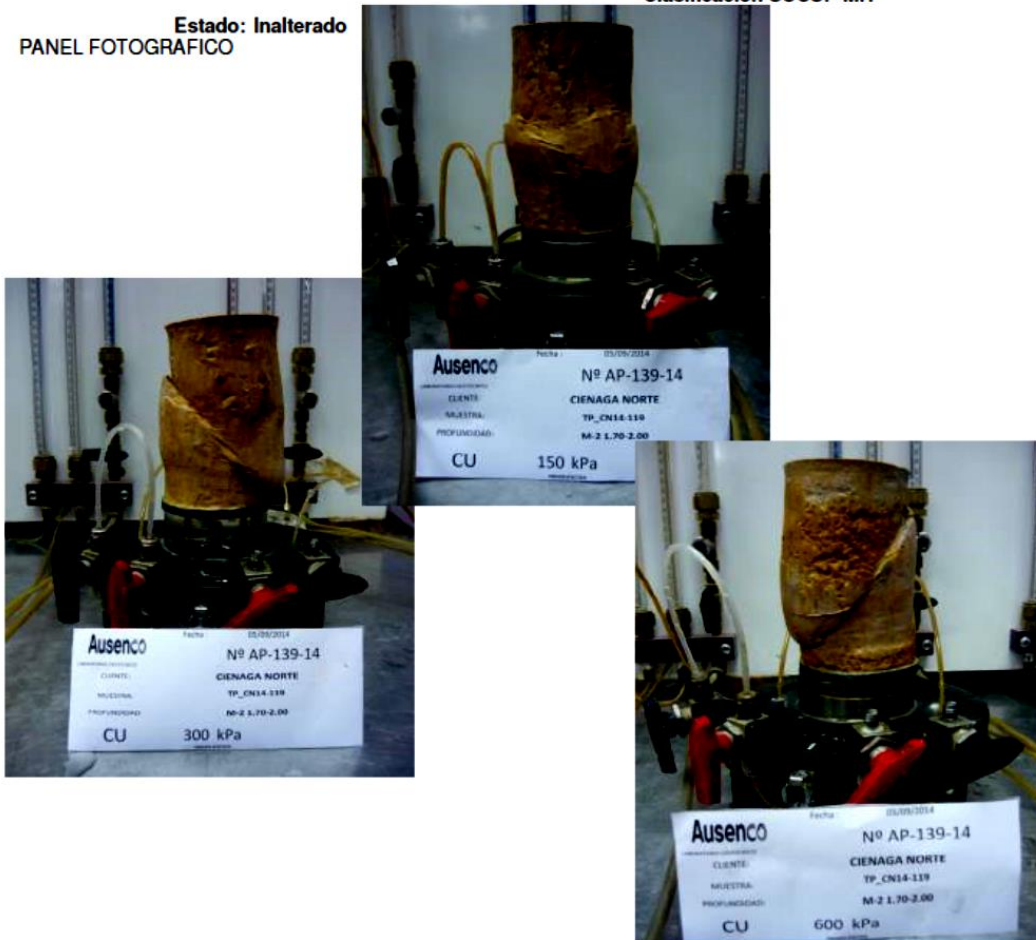 Estado: Inalterado
PANEL FOTOGRAFICO
Ausenco
Fecha : 05/09/2014
Nº AP-139-14
CLIENTE: CIENAGA NORTE
MUESTRA: TP_CN14-119
PROFUNDIDAD: M-2 1.70-2.00
CU 150 kPa
Ausenco
Fecha : 05/09/2014
Nº AP-139-14
CLIENTE: CIENAGA NORTE
MUESTRA: TP_CN14-119
PROFUNDIDAD: M-2 1.70-2.00
CU 300 kPa
Ausenco
Fecha : 05/09/2014
Nº AP-139-14
CLIENTE: CIENAGA NORTE
MUESTRA: TP_CN14-119
PROFUNDIDAD: M-2 1.70-2.00
CU 600 kPa